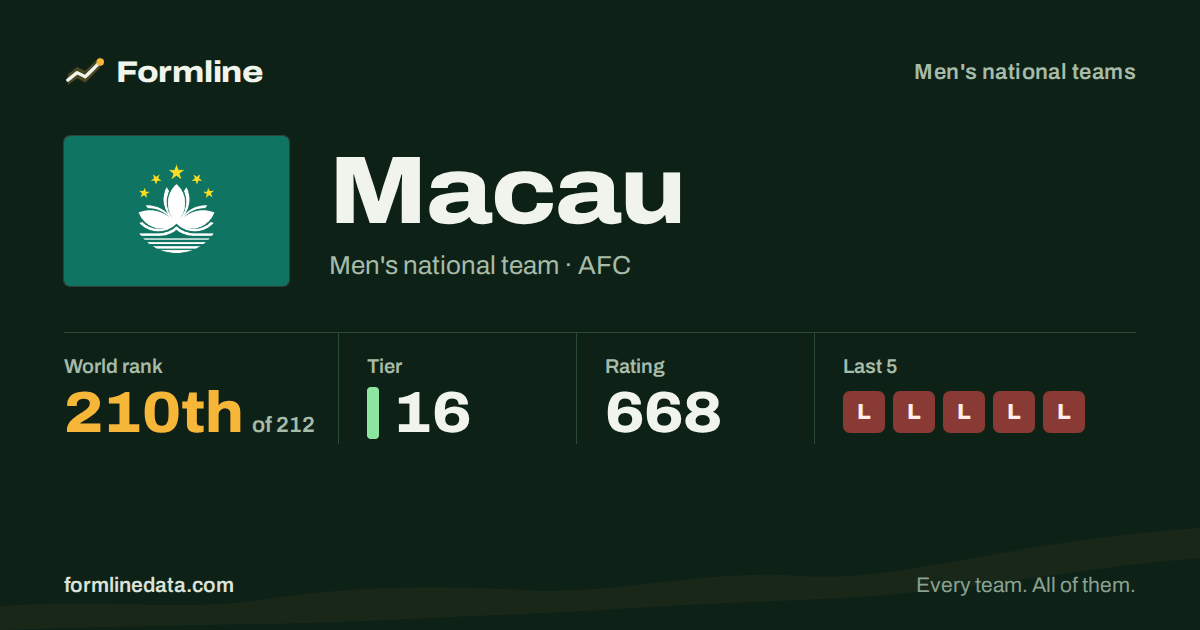 Formline
Men's national teams
Macau
Men's national team · AFC
World rank
210th of 212
Tier
16
Rating
668
Last 5
L L L L L
formlinedata.com
Every team. All of them.